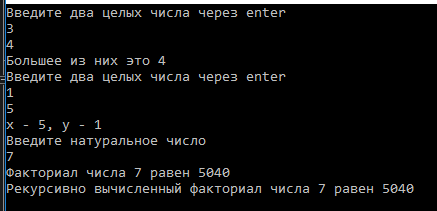 Введите два целых числа через enter
3
4
Большее из них это 4
Введите два целых числа через enter
1
5
x - 5, y - 1
Введите натуральное число
7
Факториал числа 7 равен 5040
Рекурсивно вычисленный факториал числа 7 равен 5040